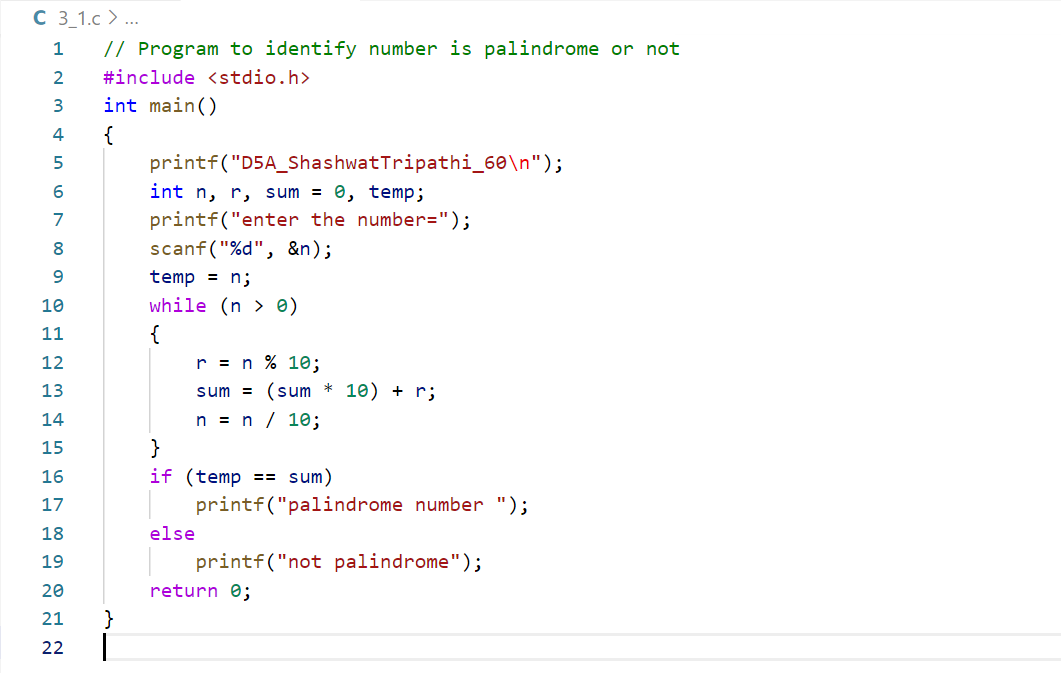 C 3_1.c > ...
1 // Program to identify number is palindrome or not
2 #include <stdio.h>
3 int main()
4 {
5     printf("D5A_ShashwatTripathi_60\n");
6     int n, r, sum = 0, temp;
7     printf("enter the number=");
8     scanf("%d", &n);
9     temp = n;
10     while (n > 0)
11     {
12         r = n % 10;
13         sum = (sum * 10) + r;
14         n = n / 10;
15     }
16     if (temp == sum)
17         printf("palindrome number ");
18     else
19         printf("not palindrome");
20     return 0;
21 }
22